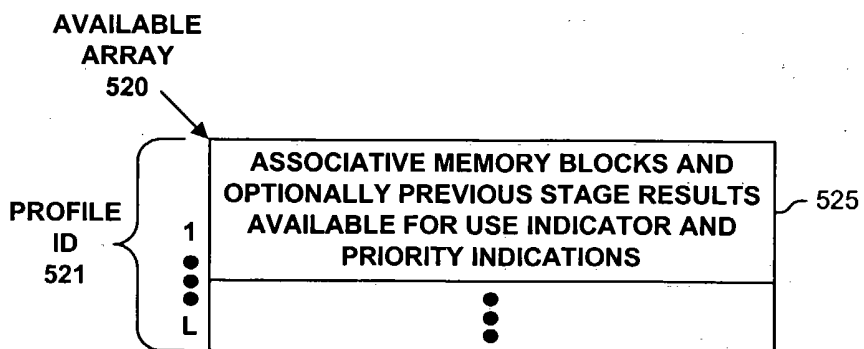 AVAILABLE
ARRAY
520
PROFILE
ID
521
1
L
ASSOCIATIVE MEMORY BLOCKS AND
OPTIONALLY PREVIOUS STAGE RESULTS
AVAILABLE FOR USE INDICATOR AND
PRIORITY INDICATIONS
525